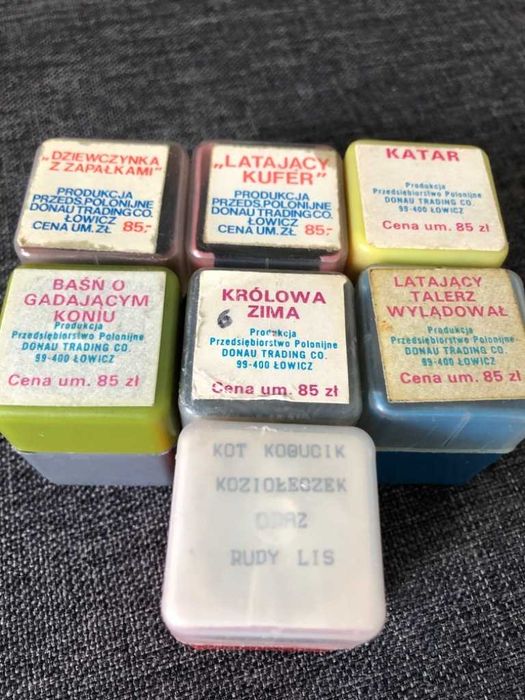 „DZIEWCZYNKA
Z ZAPAŁKAMI”
PRODUKCJA
PRZEDS. POLONIJNE
DONAU TRADING CO.
ŁOWICZ
CENA UM. ZŁ. 85,-
„LATAJĄCY
KUFER”
PRODUKCJA
PRZEDS. POLONIJNE
DONAU TRADING CO.
ŁOWICZ
CENA UM. ZŁ. 85,-
KATAR
Produkcja
Przedsiębiorstwo Polonijne
DONAU TRADING CO.
99-400 ŁOWICZ
Cena um. 85 zł
BAŚŃ O
GADAJĄCYM
KONIU
Produkcja
Przedsiębiorstwo Polonijne
DONAU TRADING CO.
99-400 ŁOWICZ
Cena um. 85 zł
KRÓLOWA
ZIMA
6
Produkcja
Przedsiębiorstwo Polonijne
DONAU TRADING CO.
99-400 ŁOWICZ
Cena um. 85 zł
LATAJĄCY
TALERZ
WYLĄDOWAŁ
Produkcja
Przedsiębiorstwo Polonijne
DONAU TRADING CO.
99-400 ŁOWICZ
Cena um. 85 zł
KOT KOGUCIK
KOZIOŁECZEK
ORAZ
RUDY LIS